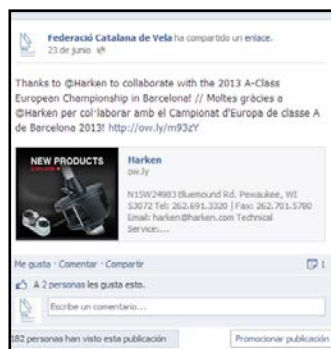 Federació Catalana de Vela ha compartido un enlace.
23 de junio
Thanks to @Harken to collaborate with the 2013 A-Class
European Championship in Barcelona! // Moltes gràcies a
@Harken per col·laborar amb el Campionat d'Europa de classe A
de Barcelona 2013! http://ow.ly/m93zY
NEW PRODUCTS
Harken
ow.ly
N15W24983 Bluemound Rd. Pewaukee, WI
53072 Tel: 262.691.3320 | Fax: 262.701.5780
Email: harken@harken.com Technical
Service:...
Me gusta · Comentar · Compartir 1
A 2 personas les gusta esto.
Escribe un comentario...
182 personas han visto esta publicación
Promocionar publicación